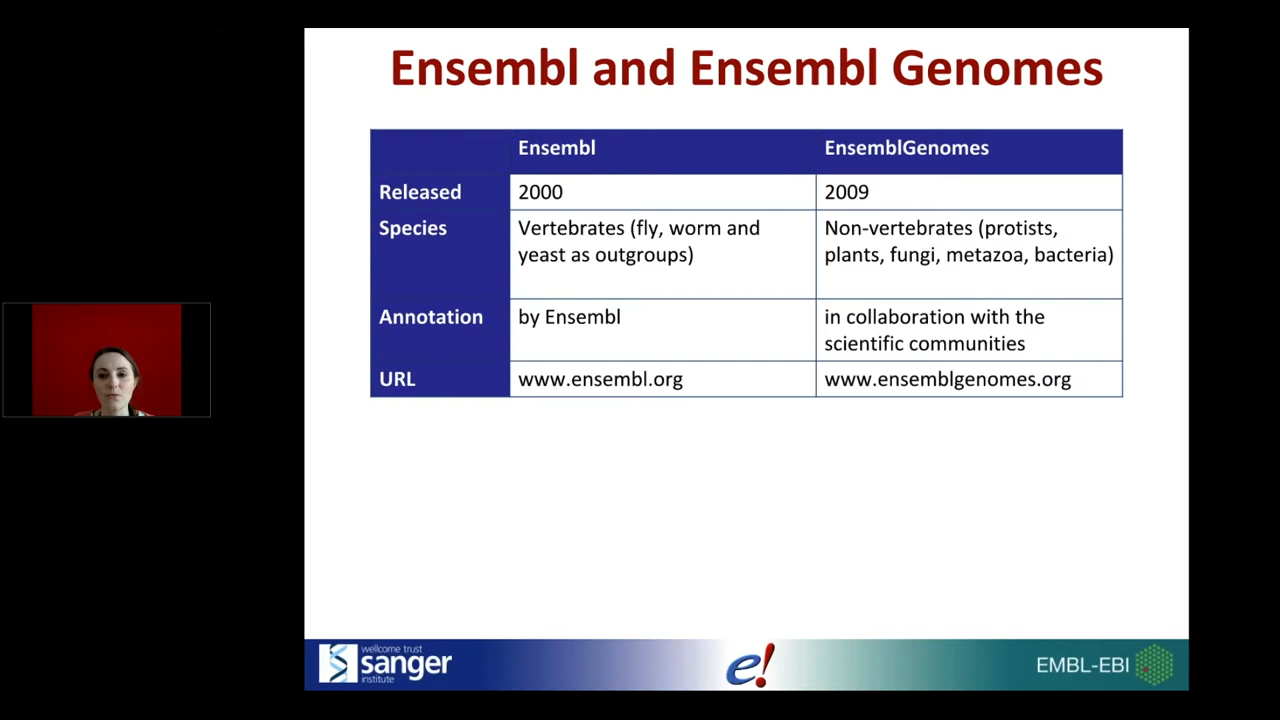 Ensembl and Ensembl Genomes
Ensembl EnsemblGenomes
Released 2000 2009
Species Vertebrates (fly, worm and Non-vertebrates (protists,
yeast as outgroups) plants, fungi, metazoa, bacteria)
Annotation by Ensembl in collaboration with the
scientific communities
URL www.ensembl.org www.ensemblgenomes.org
wellcome trust
sanger
institute
e!
EMBL-EBI